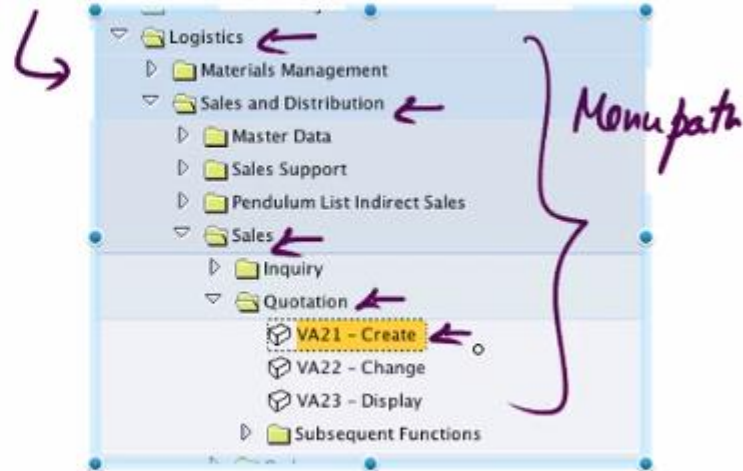 Logistics
Materials Management
Sales and Distribution
Menu path
Master Data
Sales Support
Pendulum List Indirect Sales
Sales
Inquiry
Quotation
VA21 - Create
VA22 - Change
VA23 - Display
Subsequent Functions